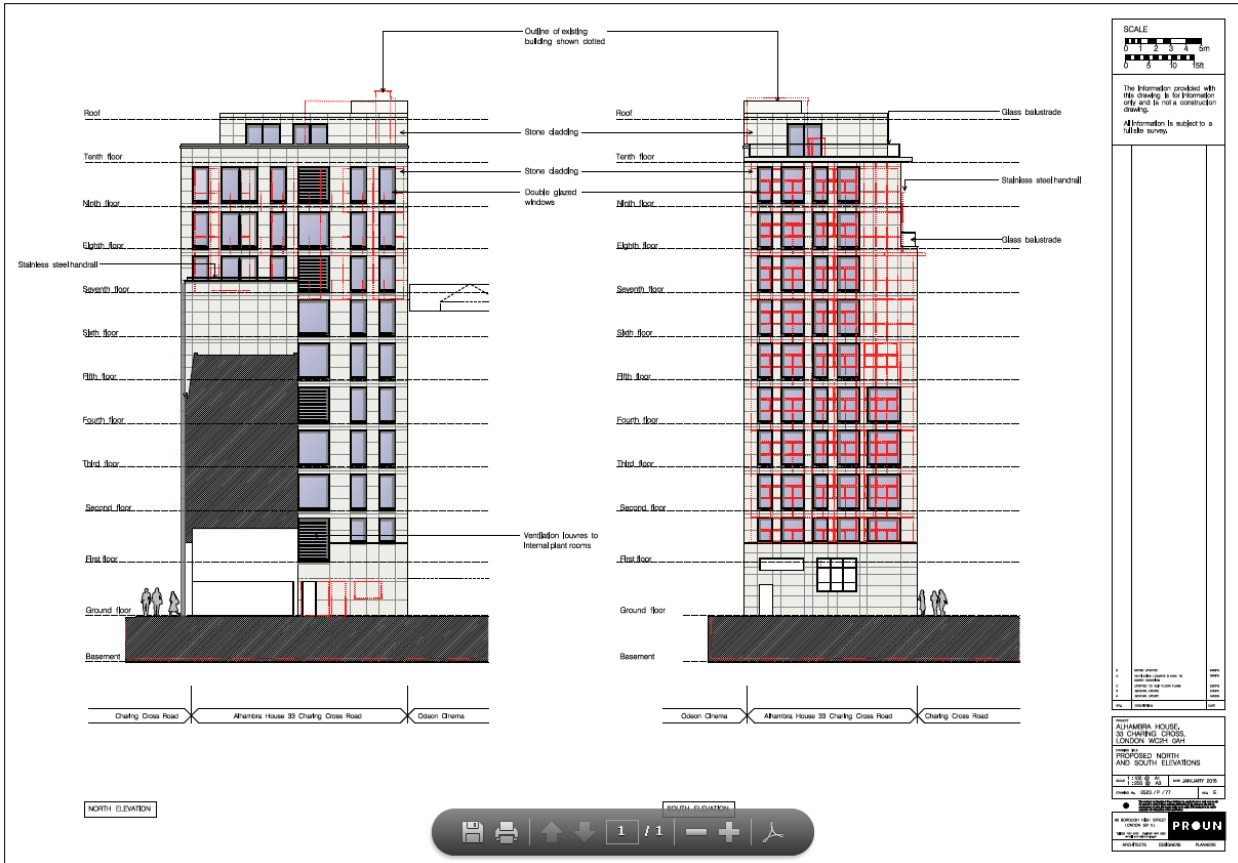 Outline of existing
building shown dotted
Roof
Stone cladding
Tenth floor
Stone cladding
Double glazed
windows
Ninth floor
Eighth floor
Stainless steel handrail
Seventh floor
Sixth floor
Fifth floor
Fourth floor
Third floor
Second floor
Ventilation louvres to
internal plant rooms
First floor
Ground floor
Basement
Charing Cross Road
Alhambra House 33 Charing Cross Road
Odeon Cinema
NORTH ELEVATION
Roof
Glass balustrade
Tenth floor
Stainless steel handrail
Ninth floor
Glass balustrade
Eighth floor
Seventh floor
Sixth floor
Fifth floor
Fourth floor
Third floor
Second floor
First floor
Ground floor
Basement
Odeon Cinema
Alhambra House 33 Charing Cross Road
Charing Cross Road
SOUTH ELEVATION
SCALE
0 1 2 3 4 5m
0 5 10 15ft
The information provided with
this drawing is for information
only and is not a construction
drawing.
All information is subject to a
full site survey.
ALHAMBRA HOUSE,
33 CHARING CROSS,
LONDON WC2H 0AH
PROPOSED NORTH
AND SOUTH ELEVATIONS
1:100 @ A1
1:200 @ A3
JANUARY 2015
E
LONDON SE1
PROUN
ARCHITECTS DESIGNERS PLANNERS
1 / 1